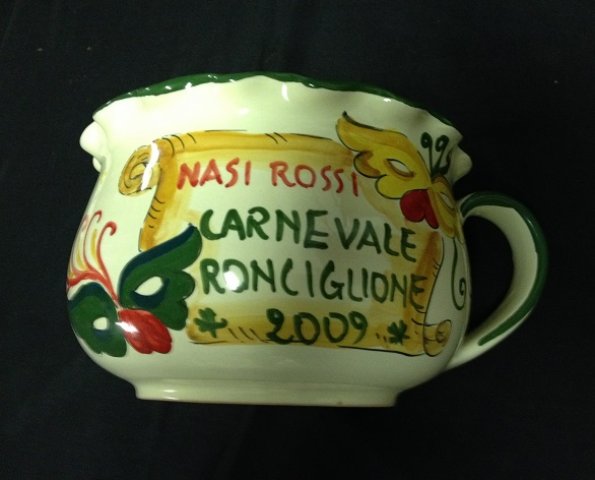 NASI ROSSI
CARNEVALE
RONCIGLIONE
* 2009 *